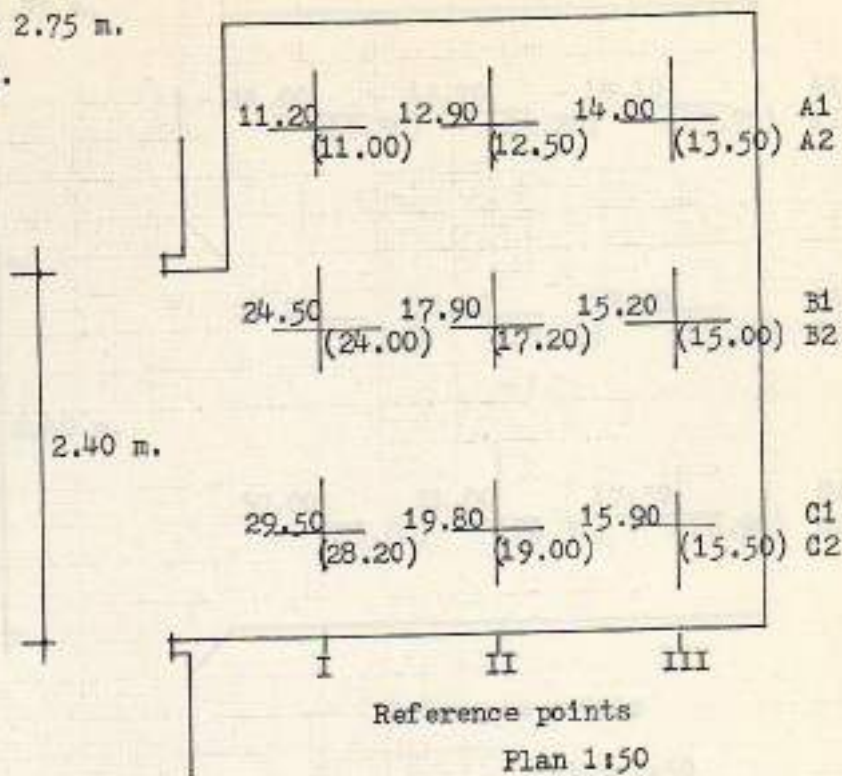 2.75 m.
.
11.20 12.90 14.00 A1
(11.00) (12.50) (13.50) A2
24.50 17.90 15.20 B1
(24.00) (17.20) (15.00) B2
2.40 m.
29.50 19.80 15.90 C1
(28.20) (19.00) (15.50) C2
I II III
Reference points
Plan 1:50